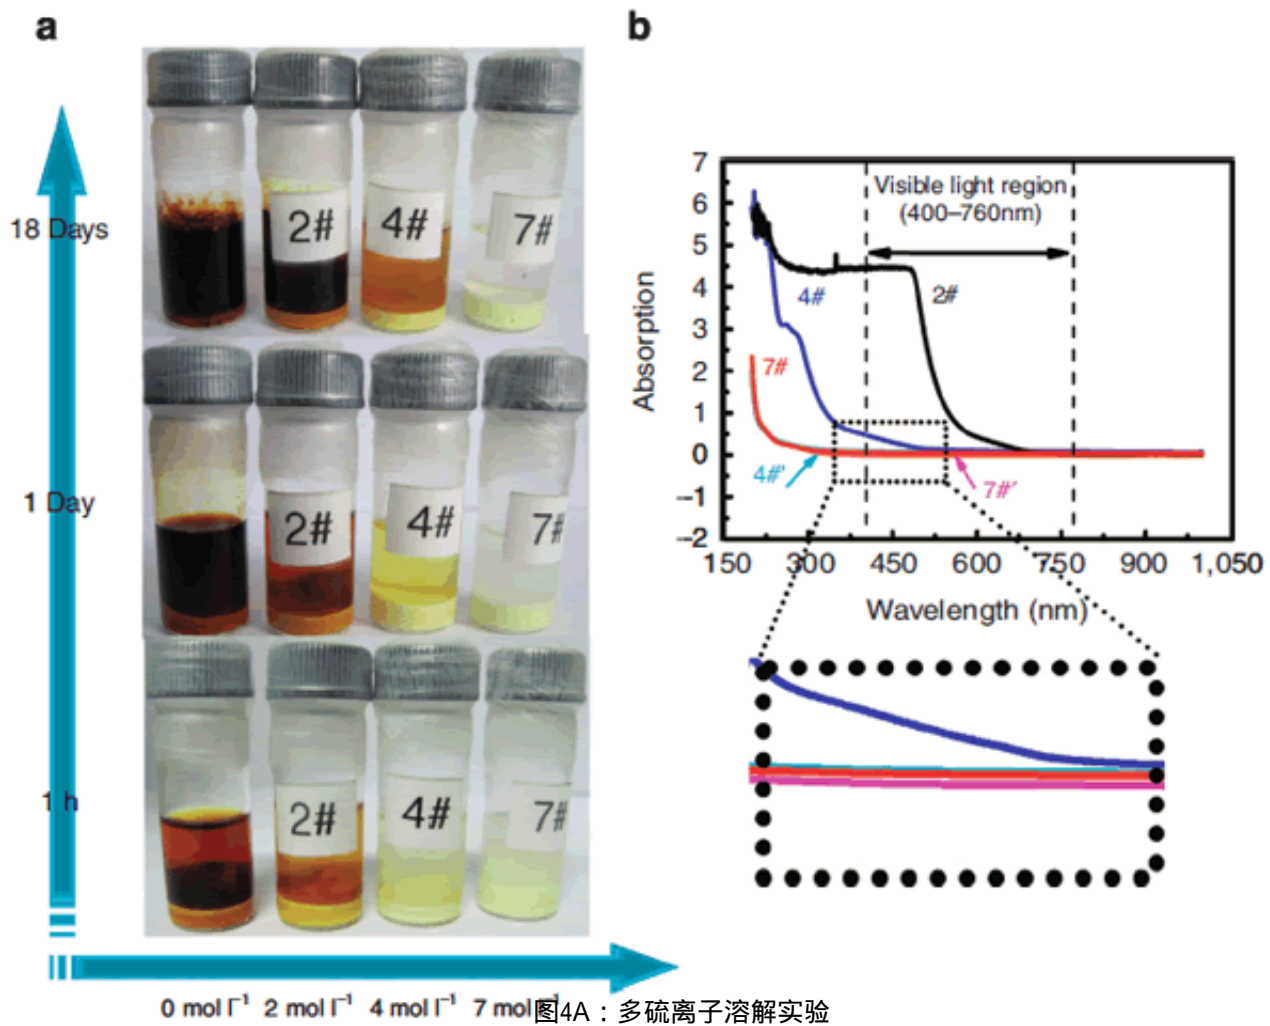 a
b
18 Days
2#
4#
7#
1 Day
2#
4#
7#
1 h
2#
4#
7#
0 mol l⁻¹
2 mol l⁻¹
4 mol l⁻¹
7 mol l⁻¹
图4A：多硫离子溶解实验
Absorption
7
6
5
4
3
2
1
0
–1
–2
Visible light region
(400–760nm)
4#
2#
7#
4#'
7#'
150 300 450 600 750 900 1,050
Wavelength (nm)